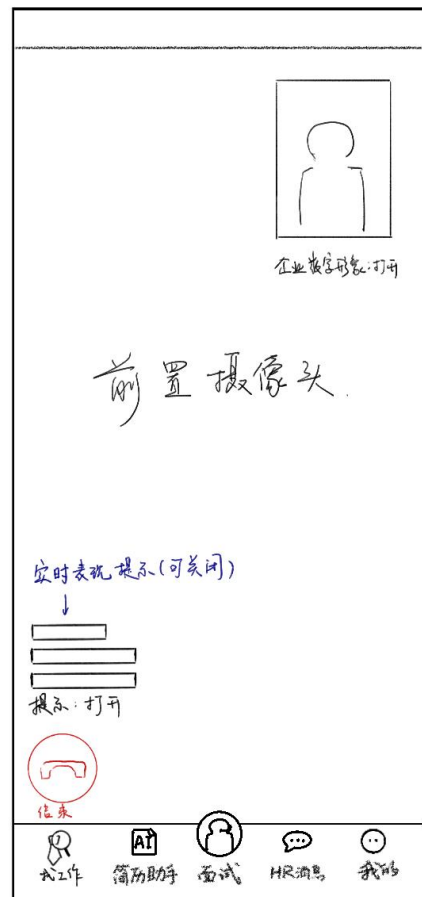 企业数字形象:打开
前置摄像头
实时表现提示(可关闭)
提示:打开
结束
找工作
AI
简历助手
面试
HR消息
我的